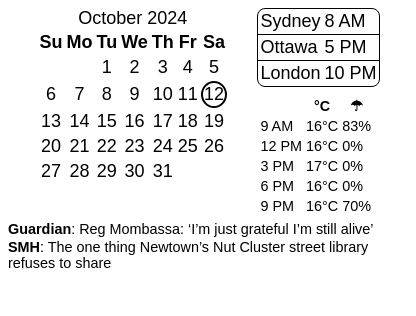 October 2024
Su Mo Tu We Th Fr Sa
1 2 3 4 5
6 7 8 9 10 11 12
13 14 15 16 17 18 19
20 21 22 23 24 25 26
27 28 29 30 31
Sydney 8 AM
Ottawa 5 PM
London 10 PM
°C ☂
9 AM 16°C 83%
12 PM 16°C 0%
3 PM 17°C 0%
6 PM 16°C 0%
9 PM 16°C 70%
Guardian: Reg Mombassa: ‘I’m just grateful I’m still alive’
SMH: The one thing Newtown’s Nut Cluster street library
refuses to share